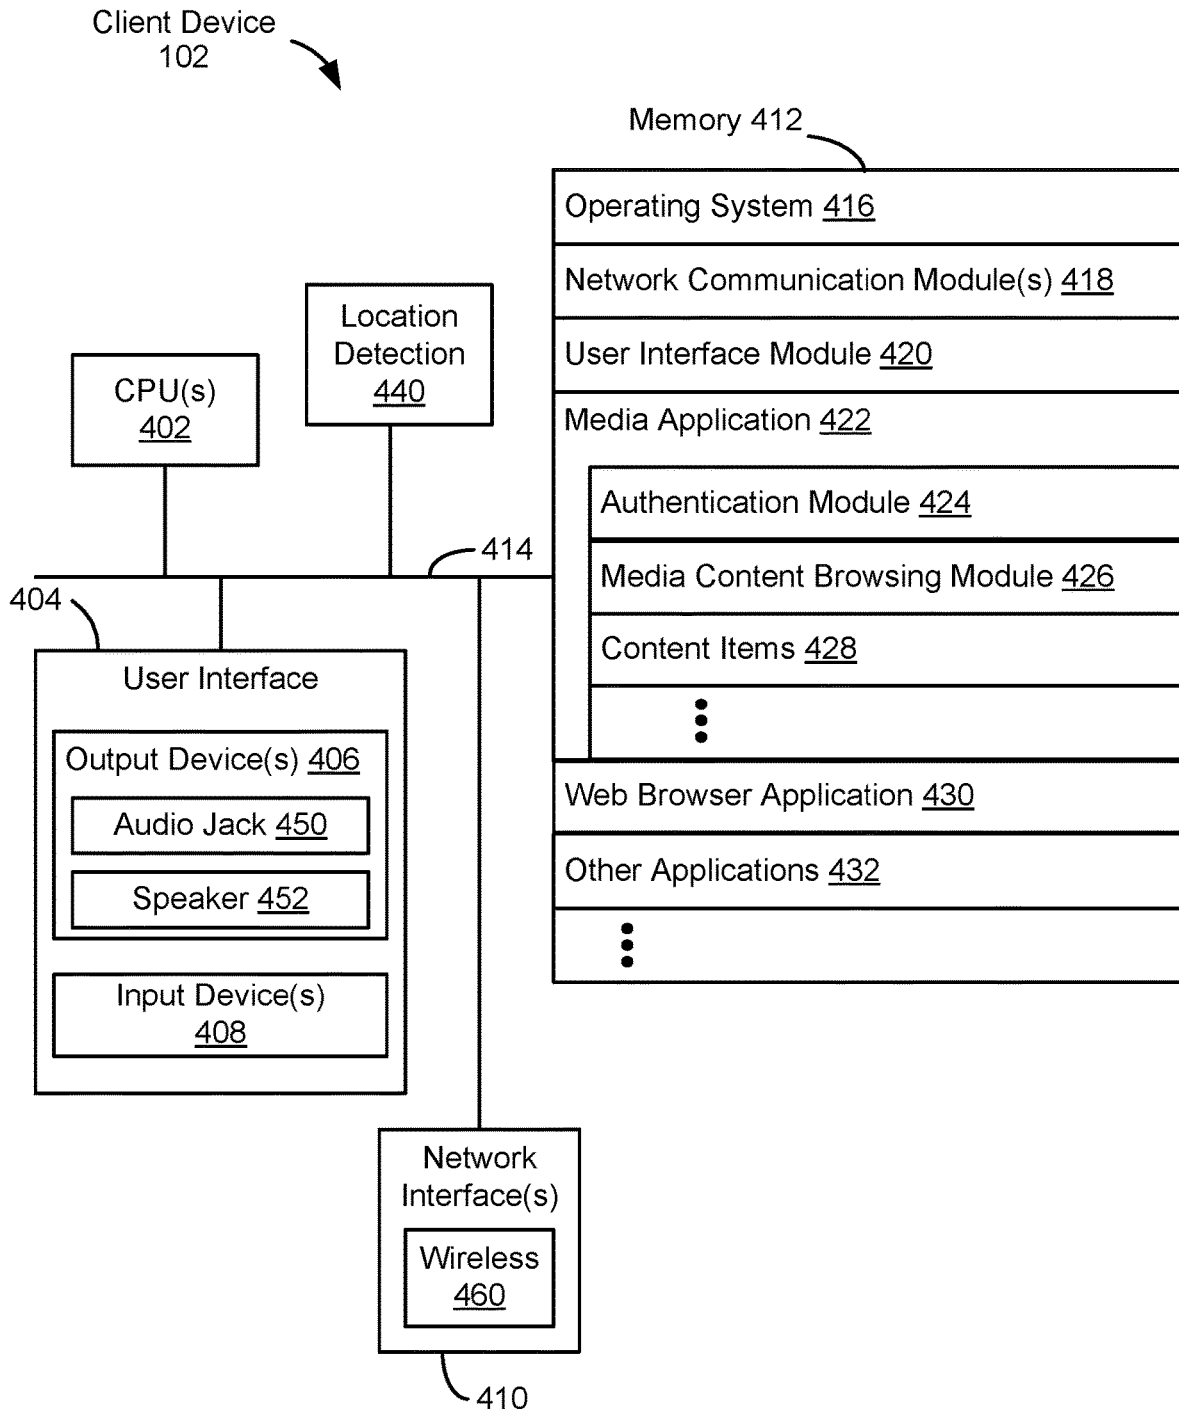 Client Device
102
Memory 412
Operating System 416
Network Communication Module(s) 418
User Interface Module 420
Media Application 422
Authentication Module 424
Media Content Browsing Module 426
Content Items 428
Web Browser Application 430
Other Applications 432
Location
Detection
440
CPU(s)
402
414
404
User Interface
Output Device(s) 406
Audio Jack 450
Speaker 452
Input Device(s)
408
Network
Interface(s)
Wireless
460
410